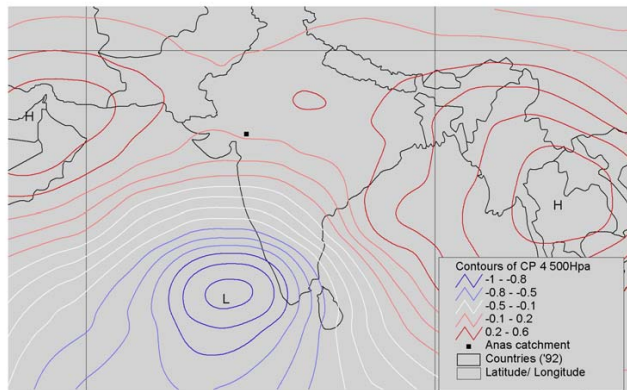 H
H
L
Contours of CP 4 500Hpa
-1 - -0.8
-0.8 - -0.5
-0.5 - -0.1
-0.1 - 0.2
0.2 - 0.6
Anas catchment
Countries ('92)
Latitude/ Longitude